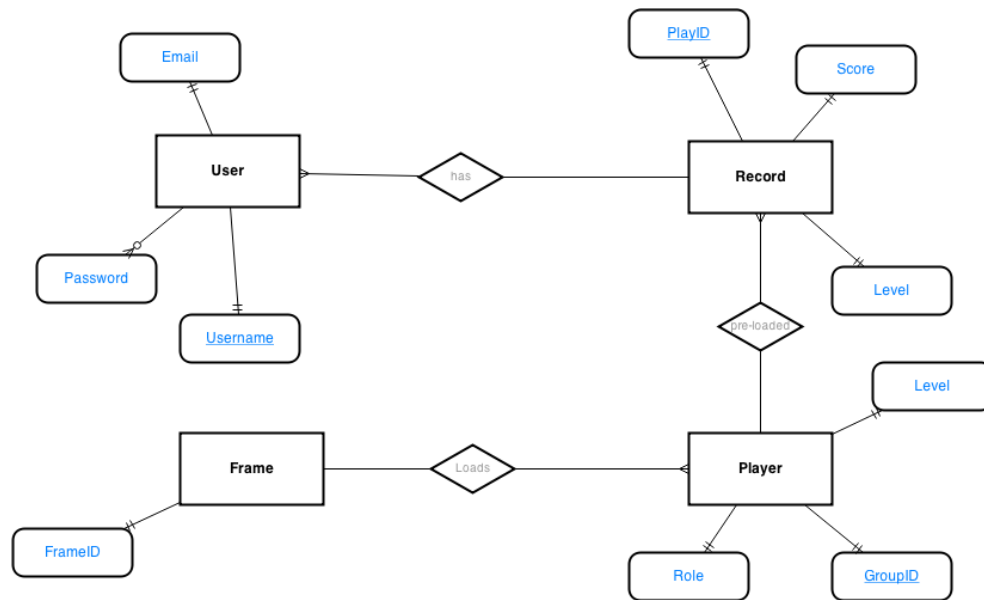 PlayID
Email
Score
User
has
Record
Password
Level
Username
pre-loaded
Level
Frame
Loads
Player
FrameID
Role
GroupID